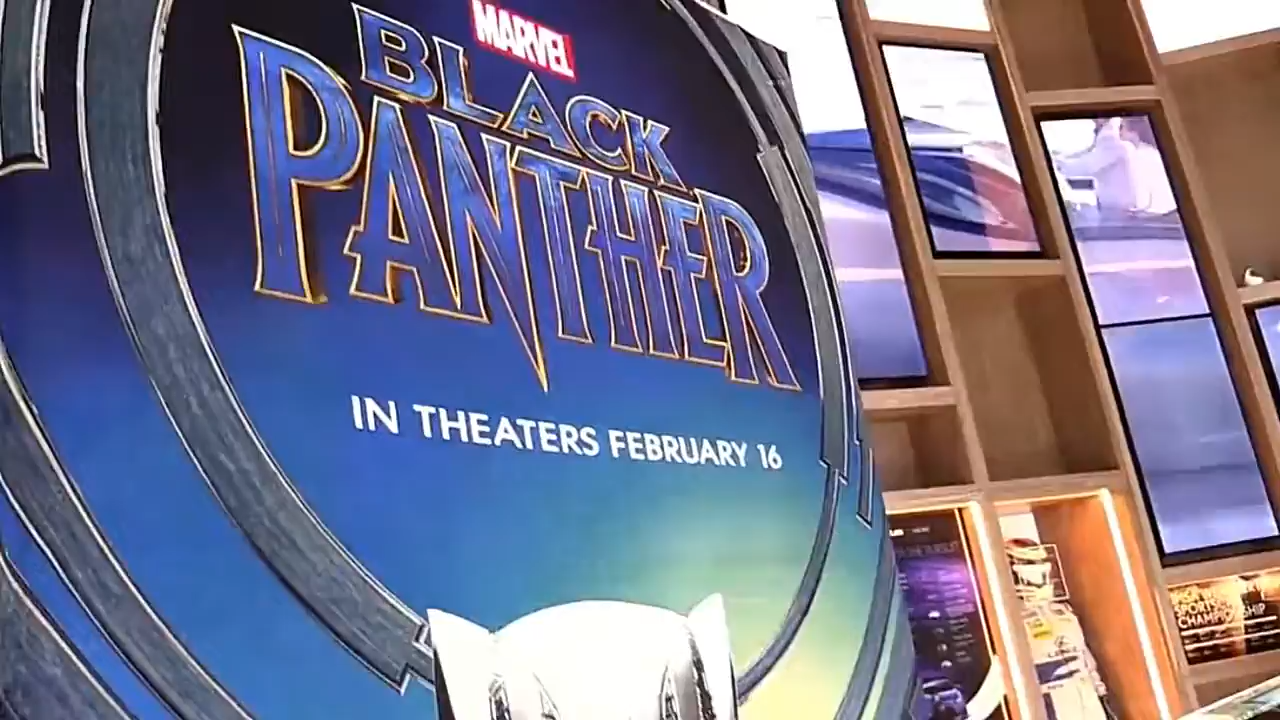 MARVEL
BLACK
PANTHER
IN THEATERS FEBRUARY 16
SPORTS
CHAMPIONSHIP